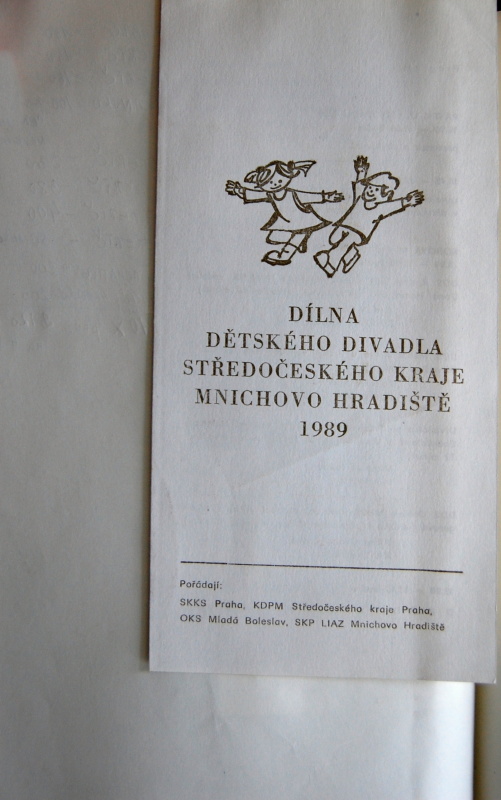 DÍLNA
DĚTSKÉHO DIVADLA
STŘEDOČESKÉHO KRAJE
MNICHOVO HRADIŠTĚ
1989
Pořádají:
SKKS Praha, KDPM Středočeského kraje Praha,
OKS Mladá Boleslav, SKP LIAZ Mnichovo Hradiště